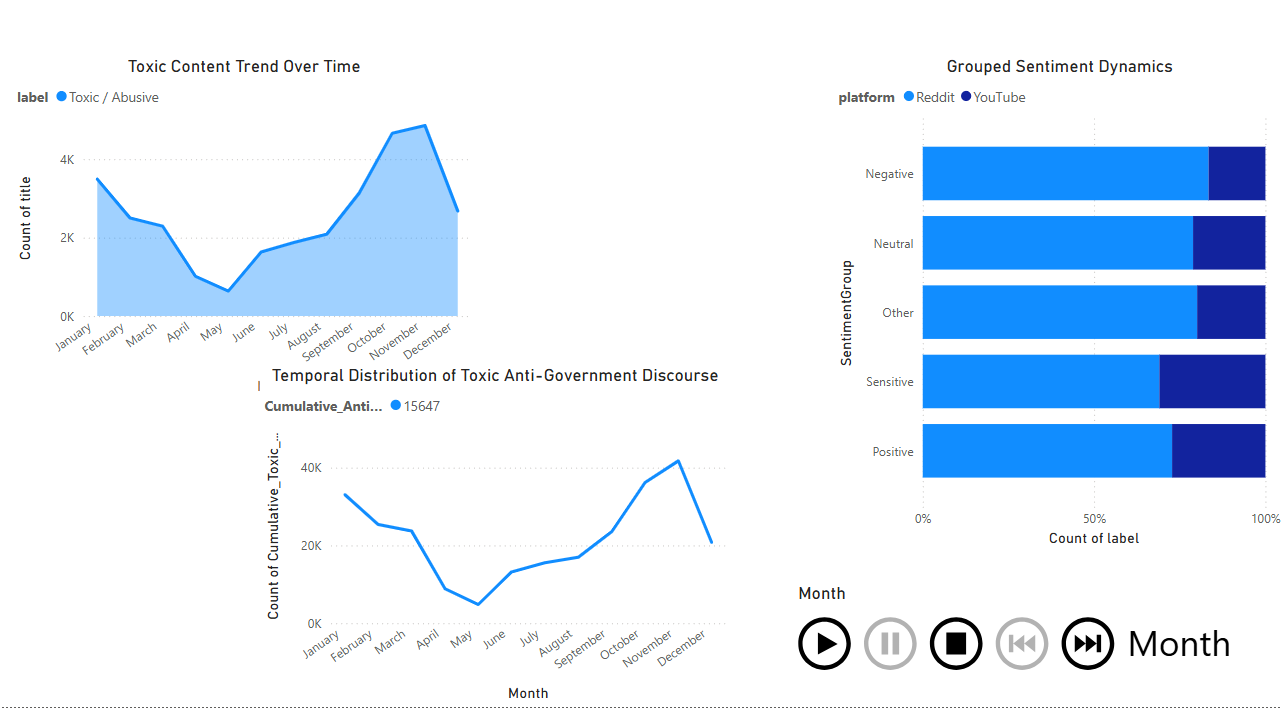 Toxic Content Trend Over Time
label Toxic / Abusive
Count of title
4K
2K
0K
January February March April May June July August September October November December
Temporal Distribution of Toxic Anti-Government Discourse
Cumulative_Anti... 15647
Count of Cumulative_Toxic_...
40K
20K
0K
January February March April May June July August September October November December
Month
Grouped Sentiment Dynamics
platform Reddit YouTube
SentimentGroup
Negative
Neutral
Other
Sensitive
Positive
0% 50% 100%
Count of label
Month
Month